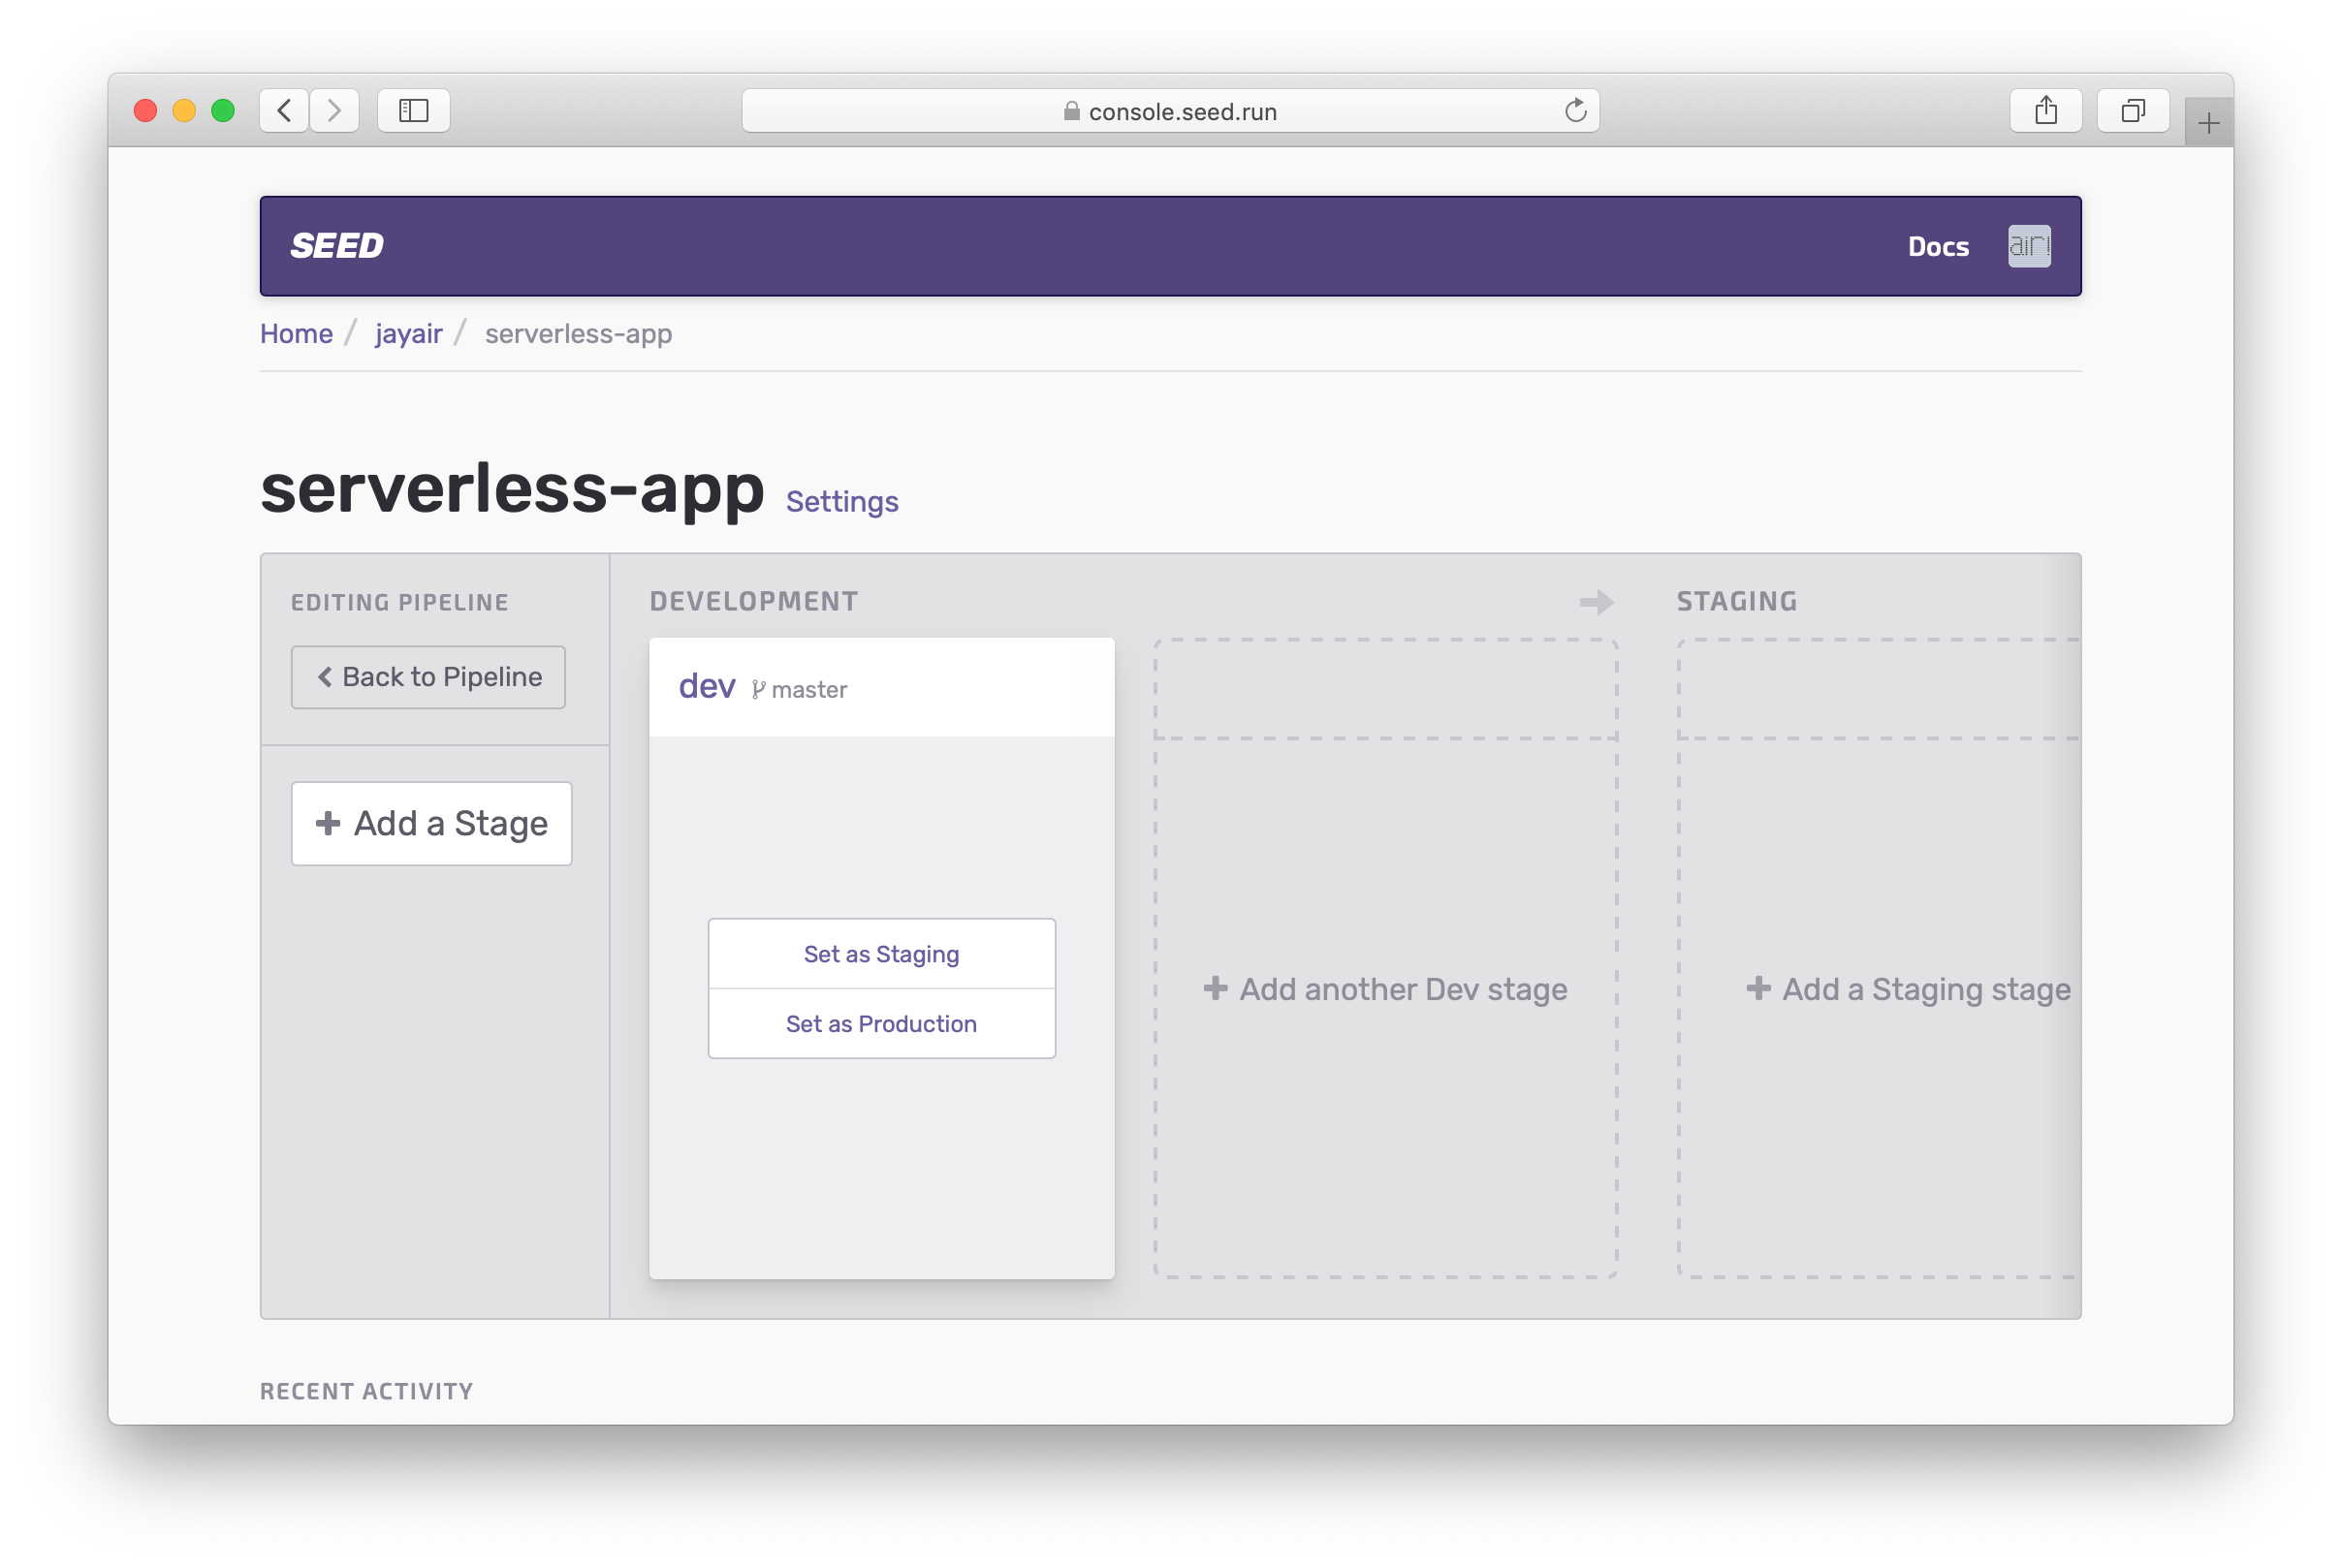 console.seed.run
SEED
Docs
Home / jayair / serverless-app
serverless-app Settings
EDITING PIPELINE
Back to Pipeline
Add a Stage
DEVELOPMENT
dev master
Set as Staging
Set as Production
Add another Dev stage
STAGING
Add a Staging stage
RECENT ACTIVITY